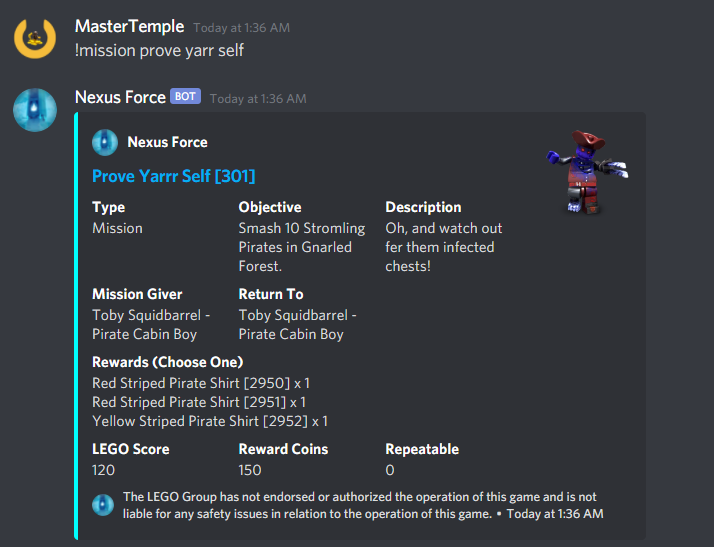 MasterTemple Today at 1:36 AM
!mission prove yarr self
Nexus Force BOT Today at 1:36 AM
Nexus Force
Prove Yarrr Self [301]
Type Objective Description
Mission Smash 10 Stromling Oh, and watch out
Pirates in Gnarled fer them infected
Forest. chests!
Mission Giver Return To
Toby Squidbarrel - Toby Squidbarrel -
Pirate Cabin Boy Pirate Cabin Boy
Rewards (Choose One)
Red Striped Pirate Shirt [2950] x 1
Red Striped Pirate Shirt [2951] x 1
Yellow Striped Pirate Shirt [2952] x 1
LEGO Score Reward Coins Repeatable
120 150 0
The LEGO Group has not endorsed or authorized the operation of this game and is not
liable for any safety issues in relation to the operation of this game. • Today at 1:36 AM